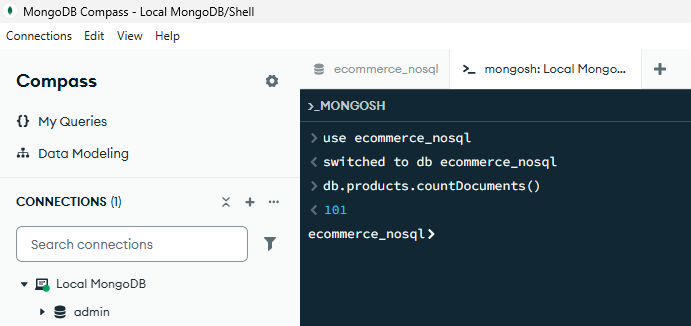 MongoDB Compass - Local MongoDB/Shell
Connections Edit View Help
Compass
{} My Queries
Data Modeling
CONNECTIONS (1)
Search connections
Local MongoDB
admin
ecommerce_nosql
>_ mongosh: Local Mongo...
>_MONGOSH
> use ecommerce_nosql
< switched to db ecommerce_nosql
> db.products.countDocuments()
< 101
ecommerce_nosql>